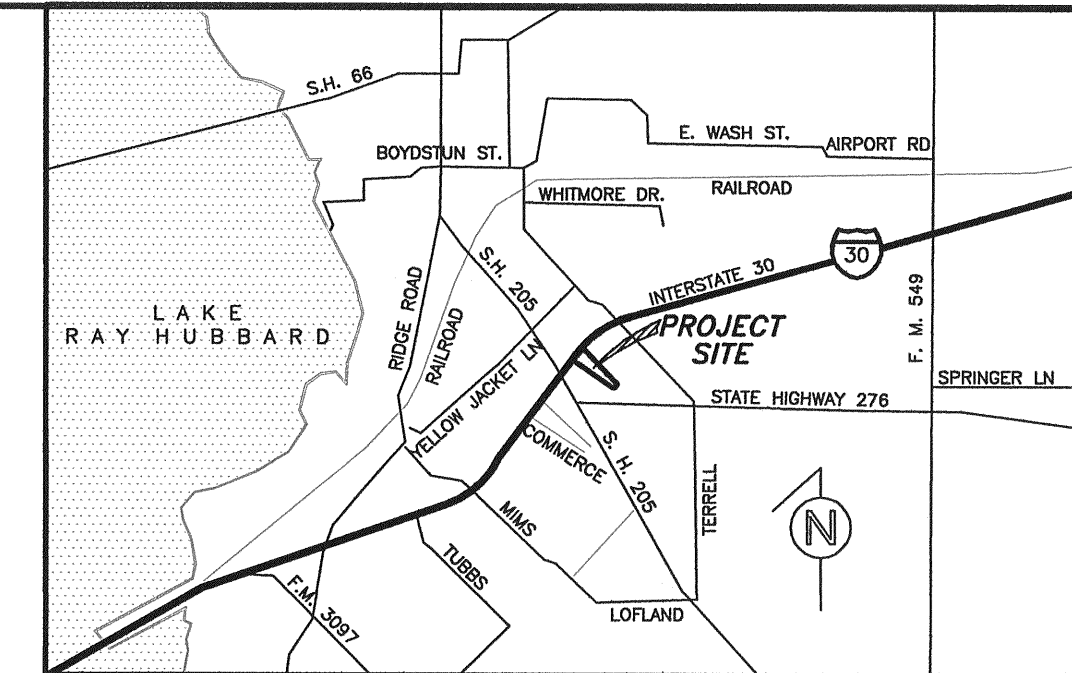 S.H. 66
E. WASH ST.
AIRPORT RD
BOYDSTUN ST.
RAILROAD
WHITMORE DR.
S.H. 205
30
INTERSTATE 30
F. M. 549
LAKE
RAY HUBBARD
RIDGE ROAD
RAILROAD
PROJECT
SITE
YELLOW JACKET LN
SPRINGER LN
STATE HIGHWAY 276
COMMERCE
S. H. 205
TERRELL
MIMS
N
TUBBS
F.M. 3097
LOFLAND